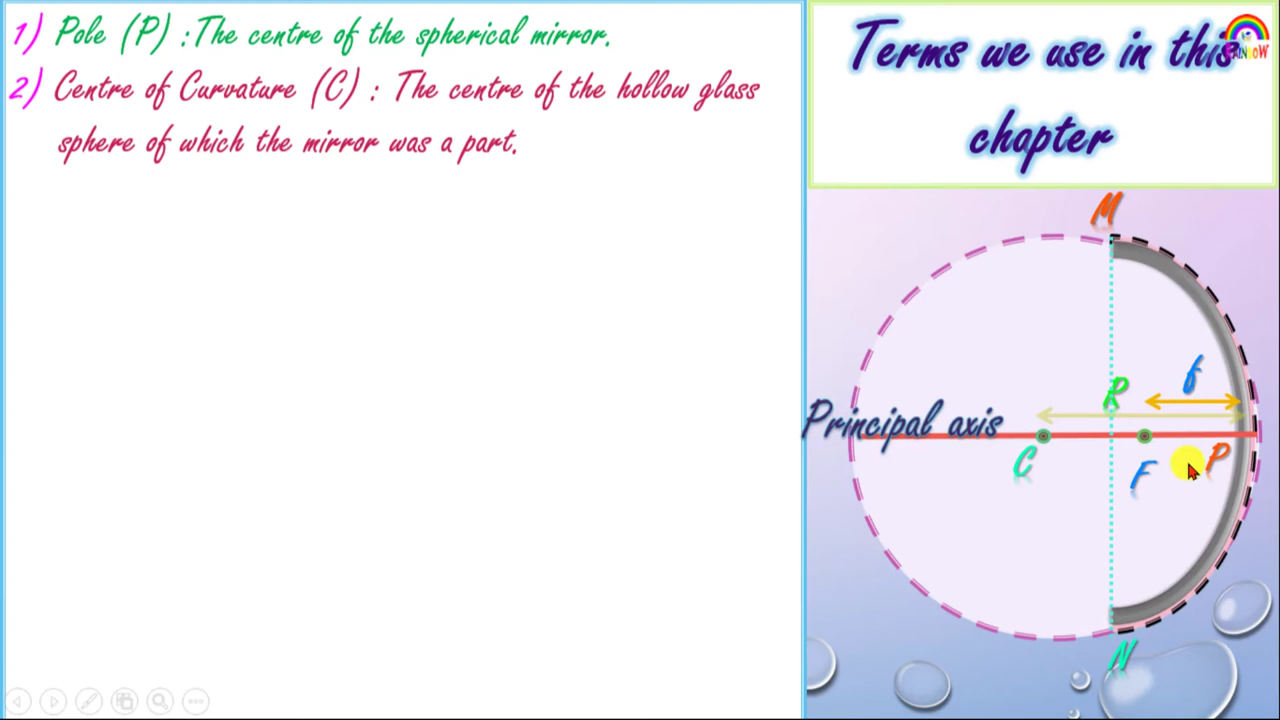 1) Pole (P) : The centre of the spherical mirror.
2) Centre of Curvature (C) : The centre of the hollow glass
sphere of which the mirror was a part.
Terms we use in this
chapter
RAINBOW
M
f
R
Principal axis
C
F
P
N